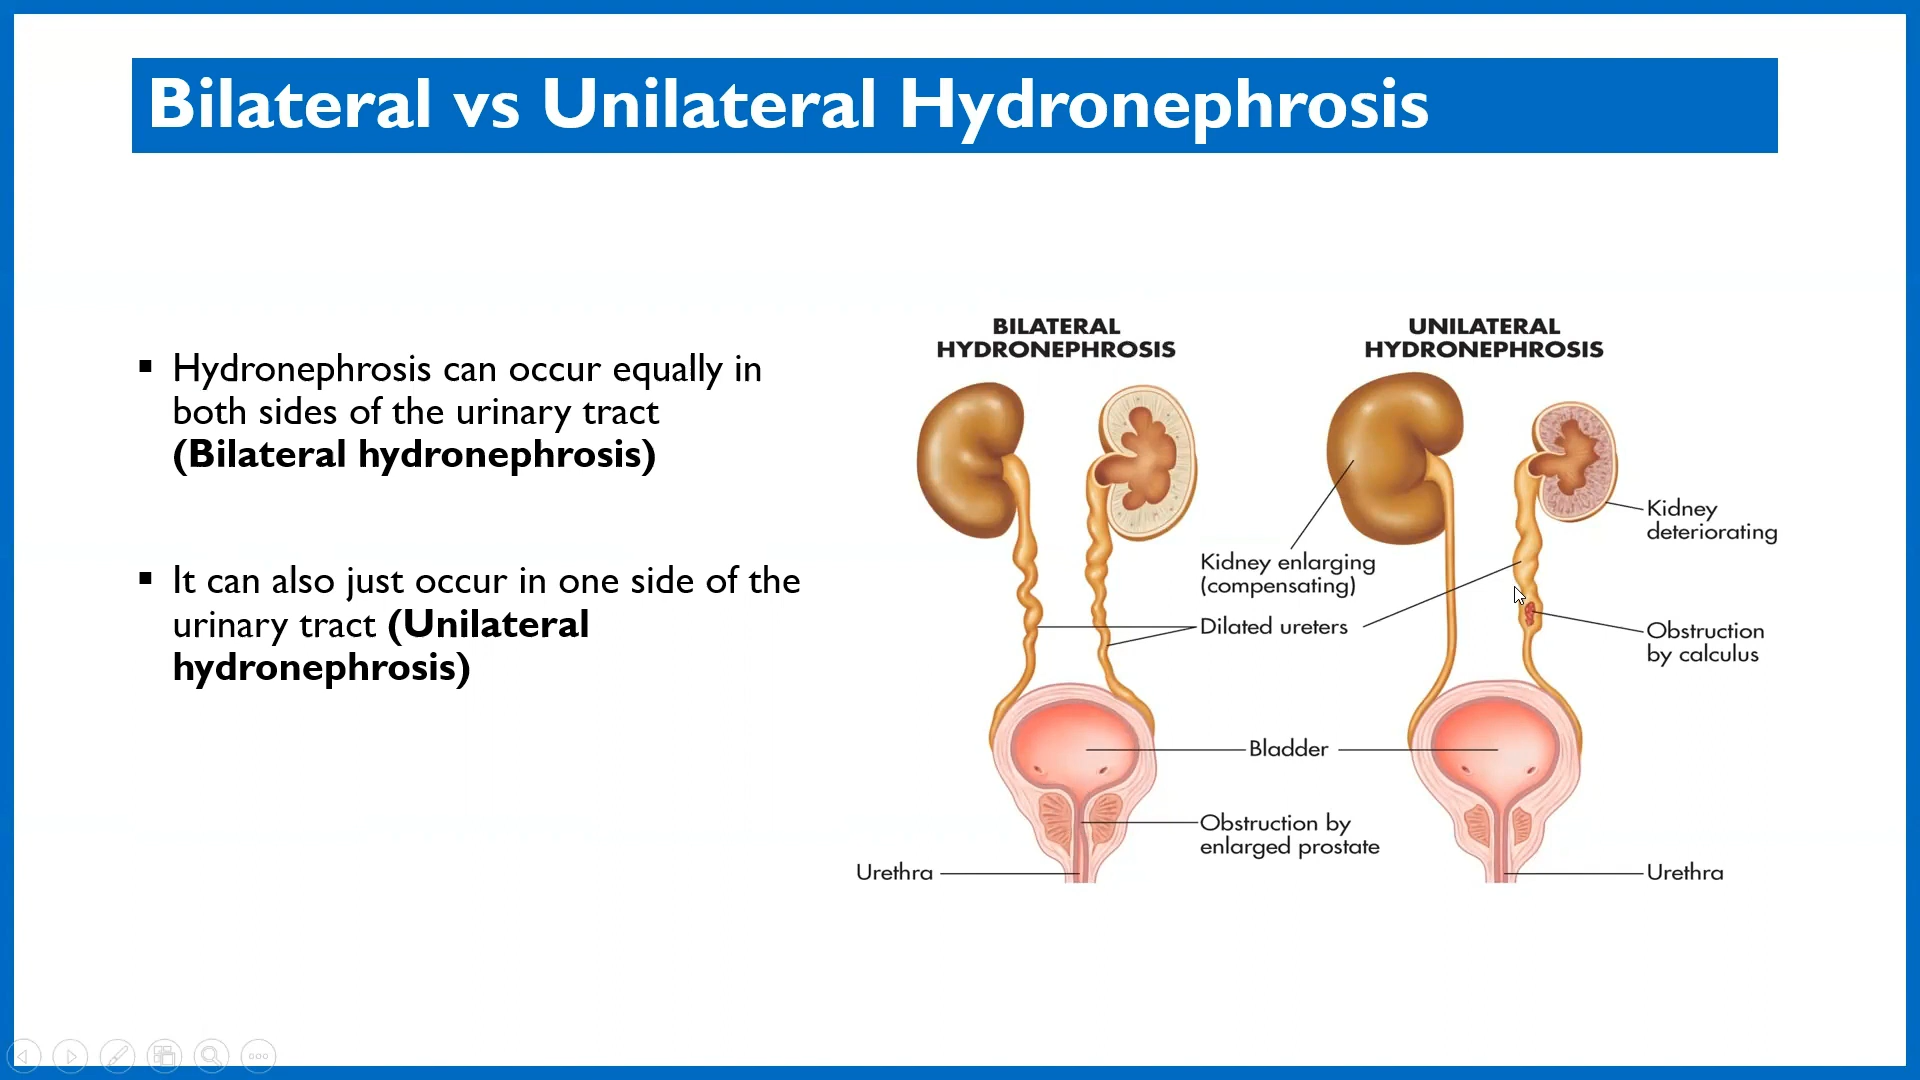 Bilateral vs Unilateral Hydronephrosis
▪ Hydronephrosis can occur equally in
both sides of the urinary tract
(Bilateral hydronephrosis)
▪ It can also just occur in one side of the
urinary tract (Unilateral
hydronephrosis)
BILATERAL
HYDRONEPHROSIS
UNILATERAL
HYDRONEPHROSIS
Kidney
deteriorating
Kidney enlarging
(compensating)
Dilated ureters
Obstruction
by calculus
Bladder
Obstruction by
enlarged prostate
Urethra
Urethra